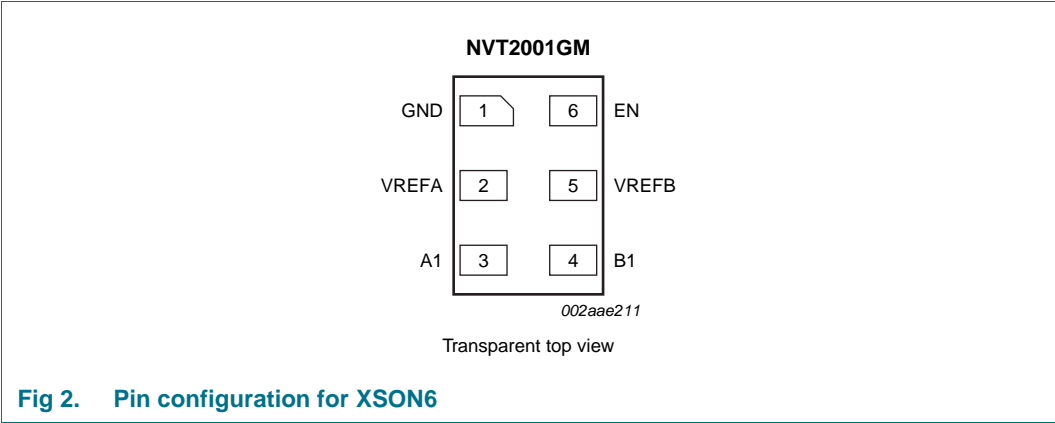 NVT2001GM
GND 1 6 EN
VREFA 2 5 VREFB
A1 3 4 B1
002aae211
Transparent top view
Fig 2. Pin configuration for XSON6